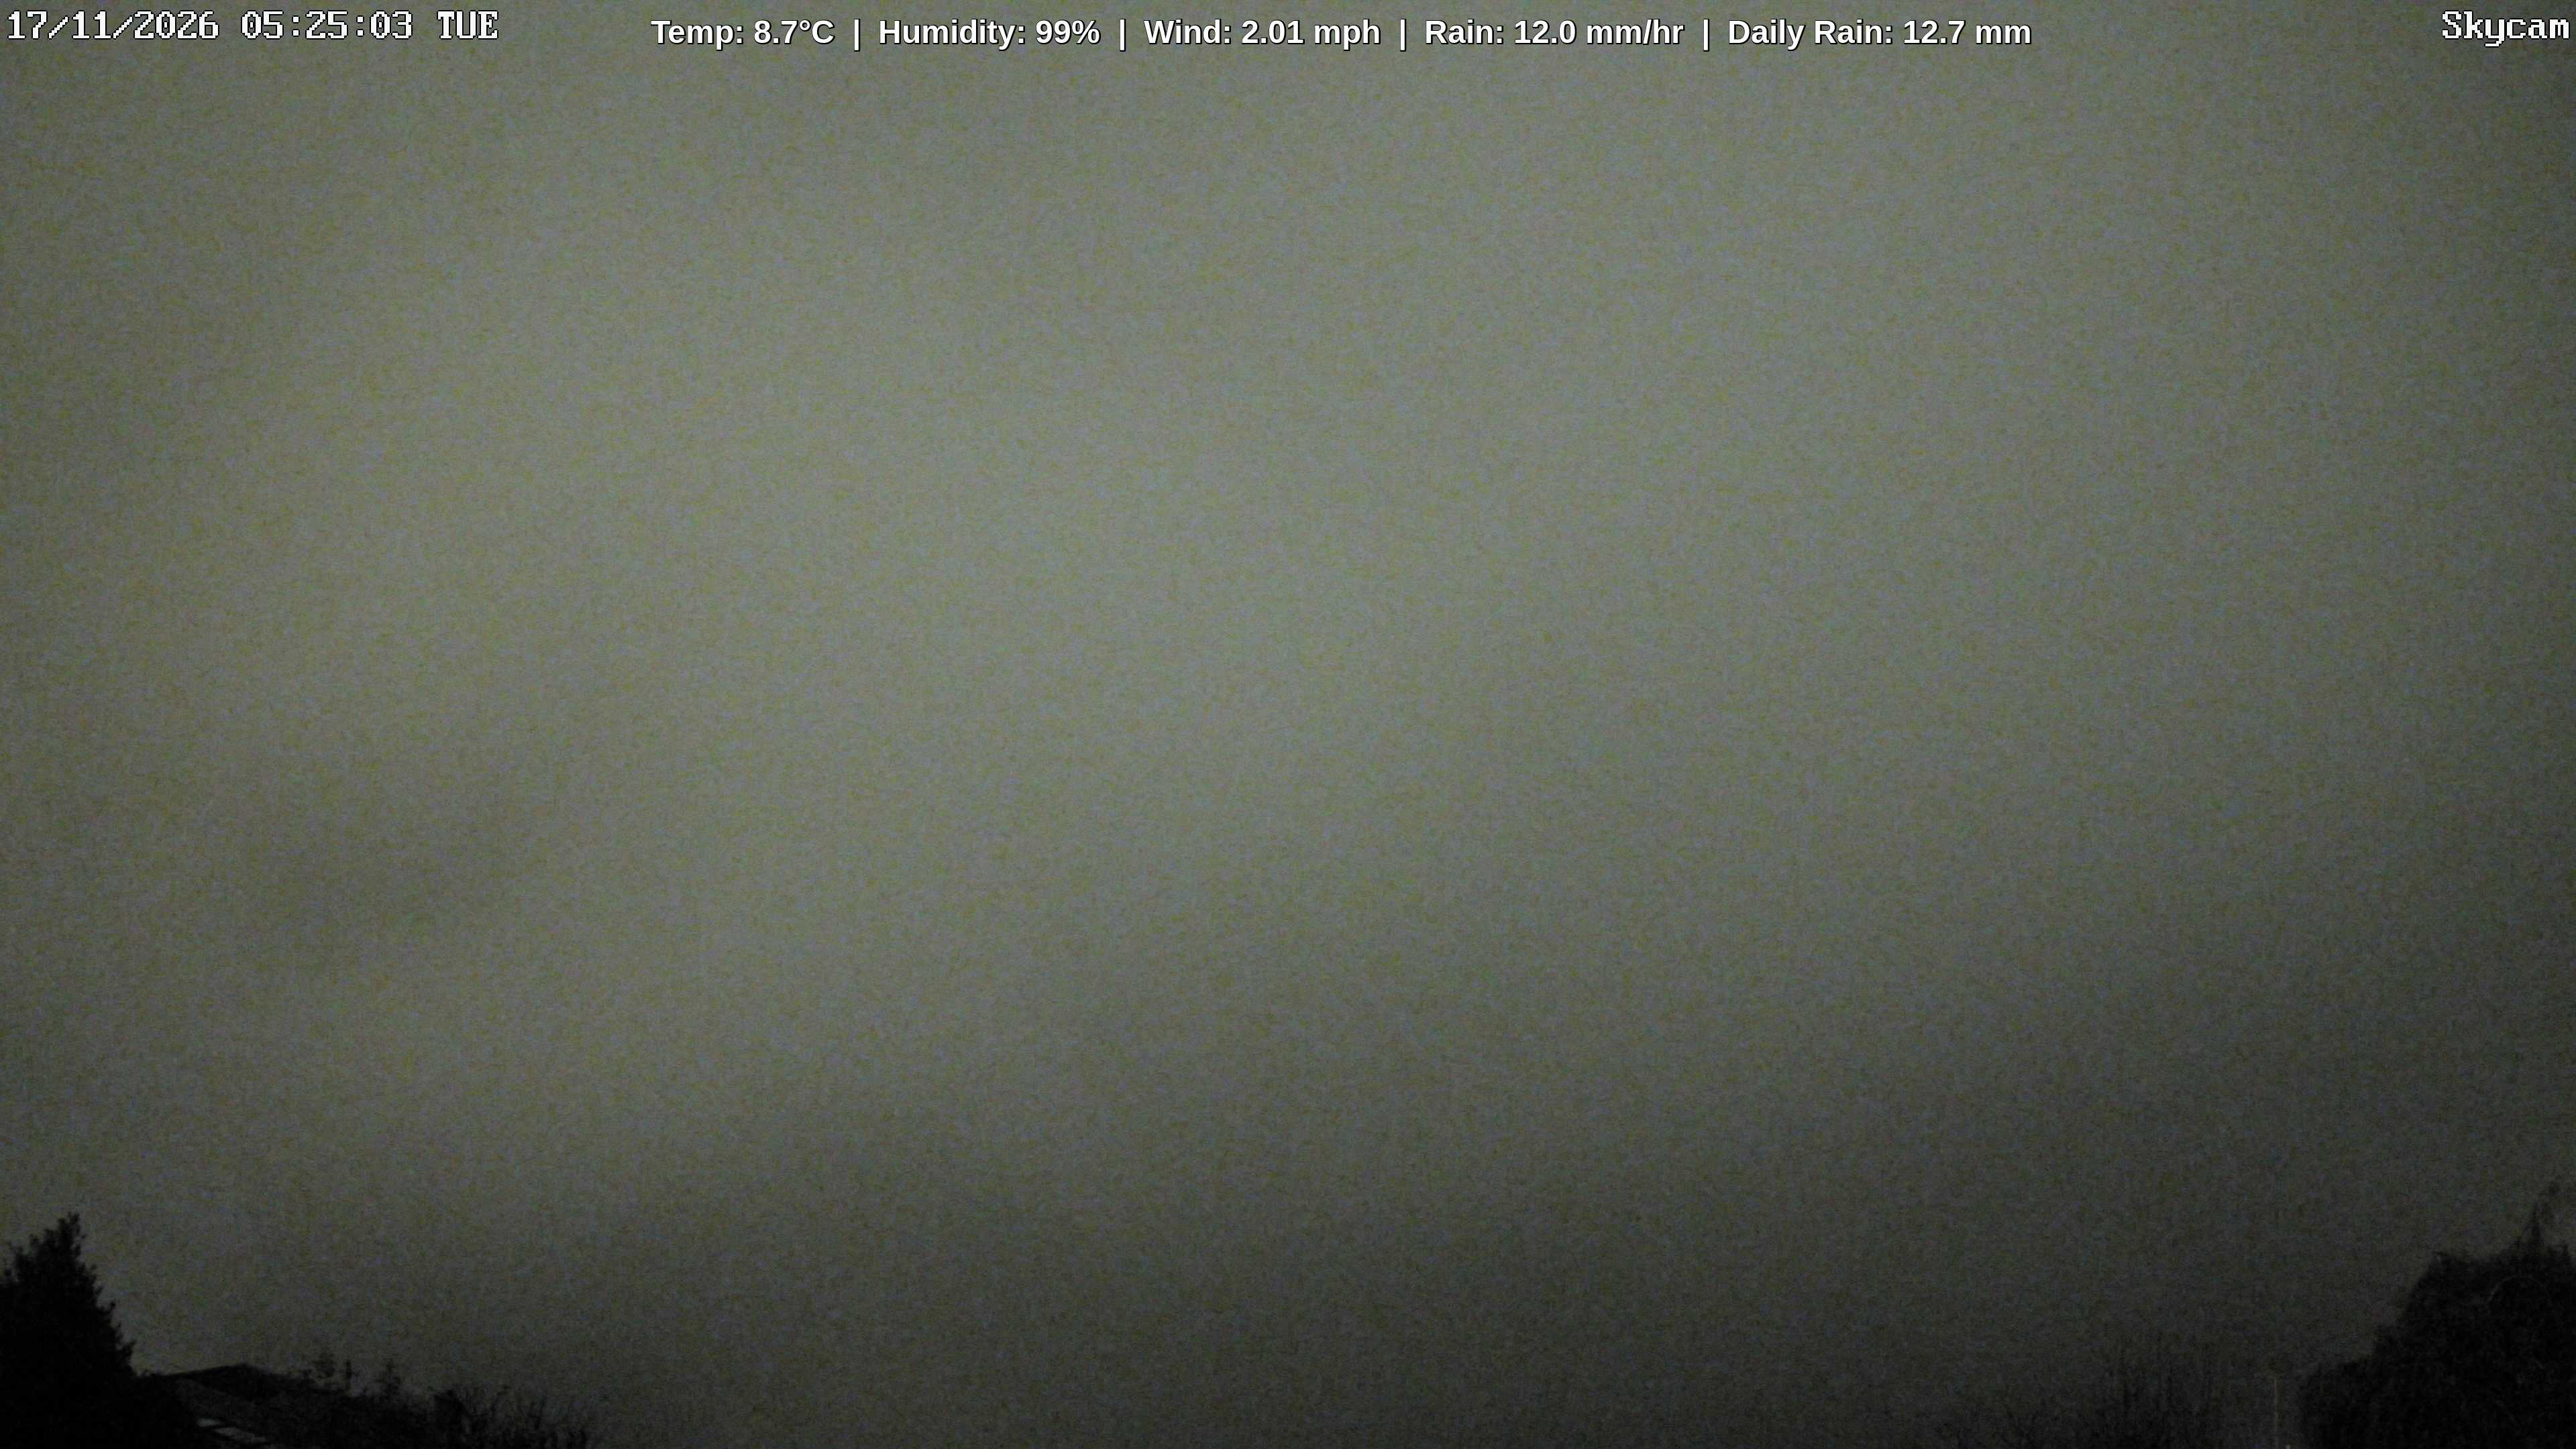 17/11/2026 05:25:03 TUE
Temp: 8.7°C | Humidity: 99% | Wind: 2.01 mph | Rain: 12.0 mm/hr | Daily Rain: 12.7 mm
Skycam